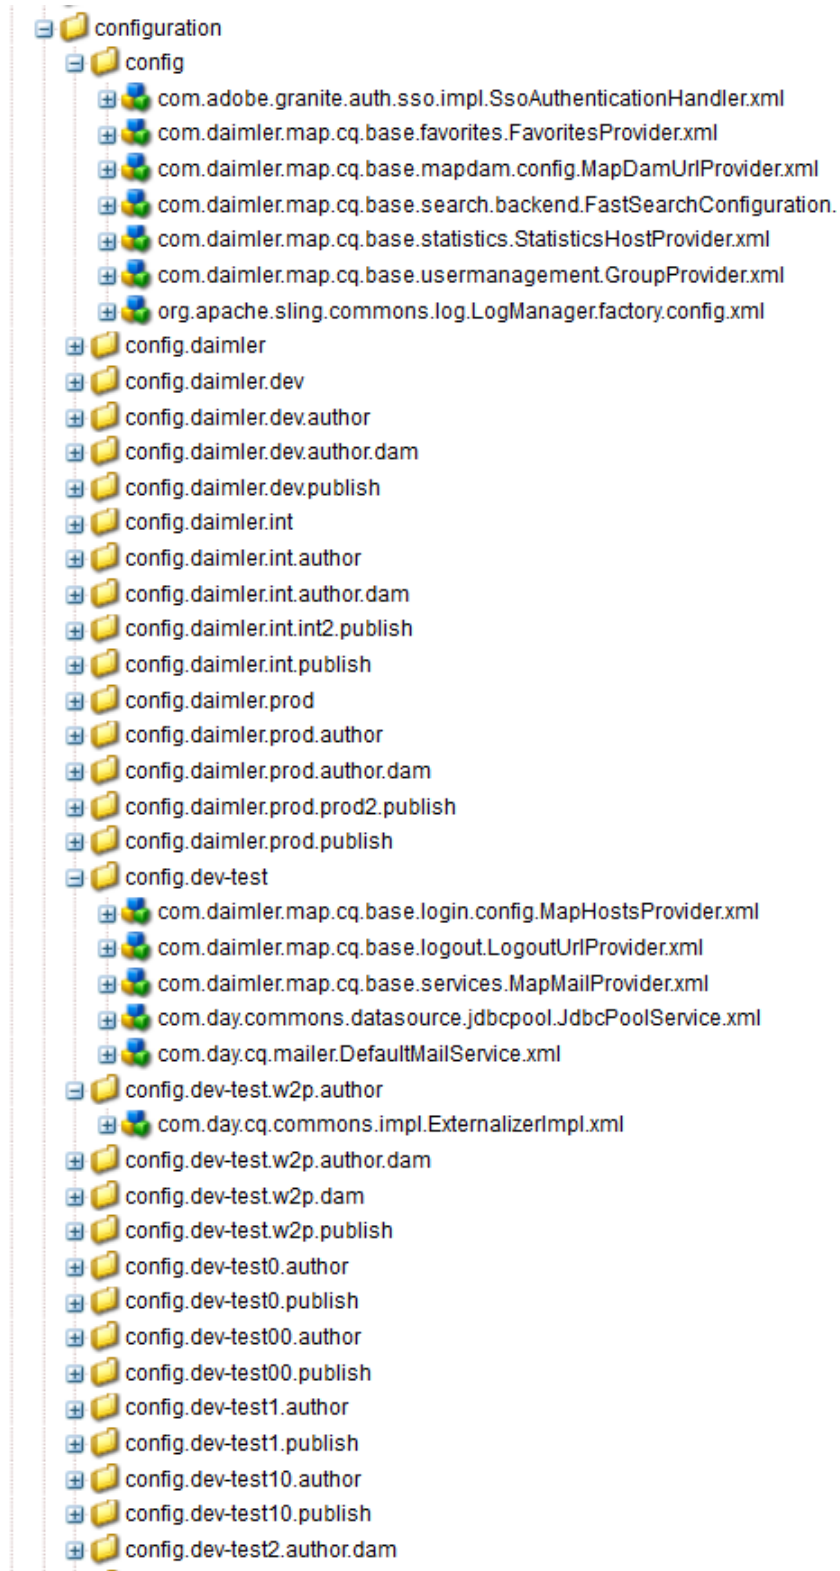 configuration
config
com.adobe.granite.auth.sso.impl.SsoAuthenticationHandler.xml
com.daimler.map.cq.base.favorites.FavoritesProvider.xml
com.daimler.map.cq.base.mapdam.config.MapDamUrlProvider.xml
com.daimler.map.cq.base.search.backend.FastSearchConfiguration.
com.daimler.map.cq.base.statistics.StatisticsHostProvider.xml
com.daimler.map.cq.base.usermanagement.GroupProvider.xml
org.apache.sling.commons.log.LogManager.factory.config.xml
config.daimler
config.daimler.dev
config.daimler.dev.author
config.daimler.dev.author.dam
config.daimler.dev.publish
config.daimler.int
config.daimler.int.author
config.daimler.int.author.dam
config.daimler.int.int2.publish
config.daimler.int.publish
config.daimler.prod
config.daimler.prod.author
config.daimler.prod.author.dam
config.daimler.prod.prod2.publish
config.daimler.prod.publish
config.dev-test
com.daimler.map.cq.base.login.config.MapHostsProvider.xml
com.daimler.map.cq.base.logout.LogoutUrlProvider.xml
com.daimler.map.cq.base.services.MapMailProvider.xml
com.day.commons.datasource.jdbcpool.JdbcPoolService.xml
com.day.cq.mailer.DefaultMailService.xml
config.dev-test.w2p.author
com.day.cq.commons.impl.ExternalizerImpl.xml
config.dev-test.w2p.author.dam
config.dev-test.w2p.dam
config.dev-test.w2p.publish
config.dev-test0.author
config.dev-test0.publish
config.dev-test00.author
config.dev-test00.publish
config.dev-test1.author
config.dev-test1.publish
config.dev-test10.author
config.dev-test10.publish
config.dev-test2.author.dam